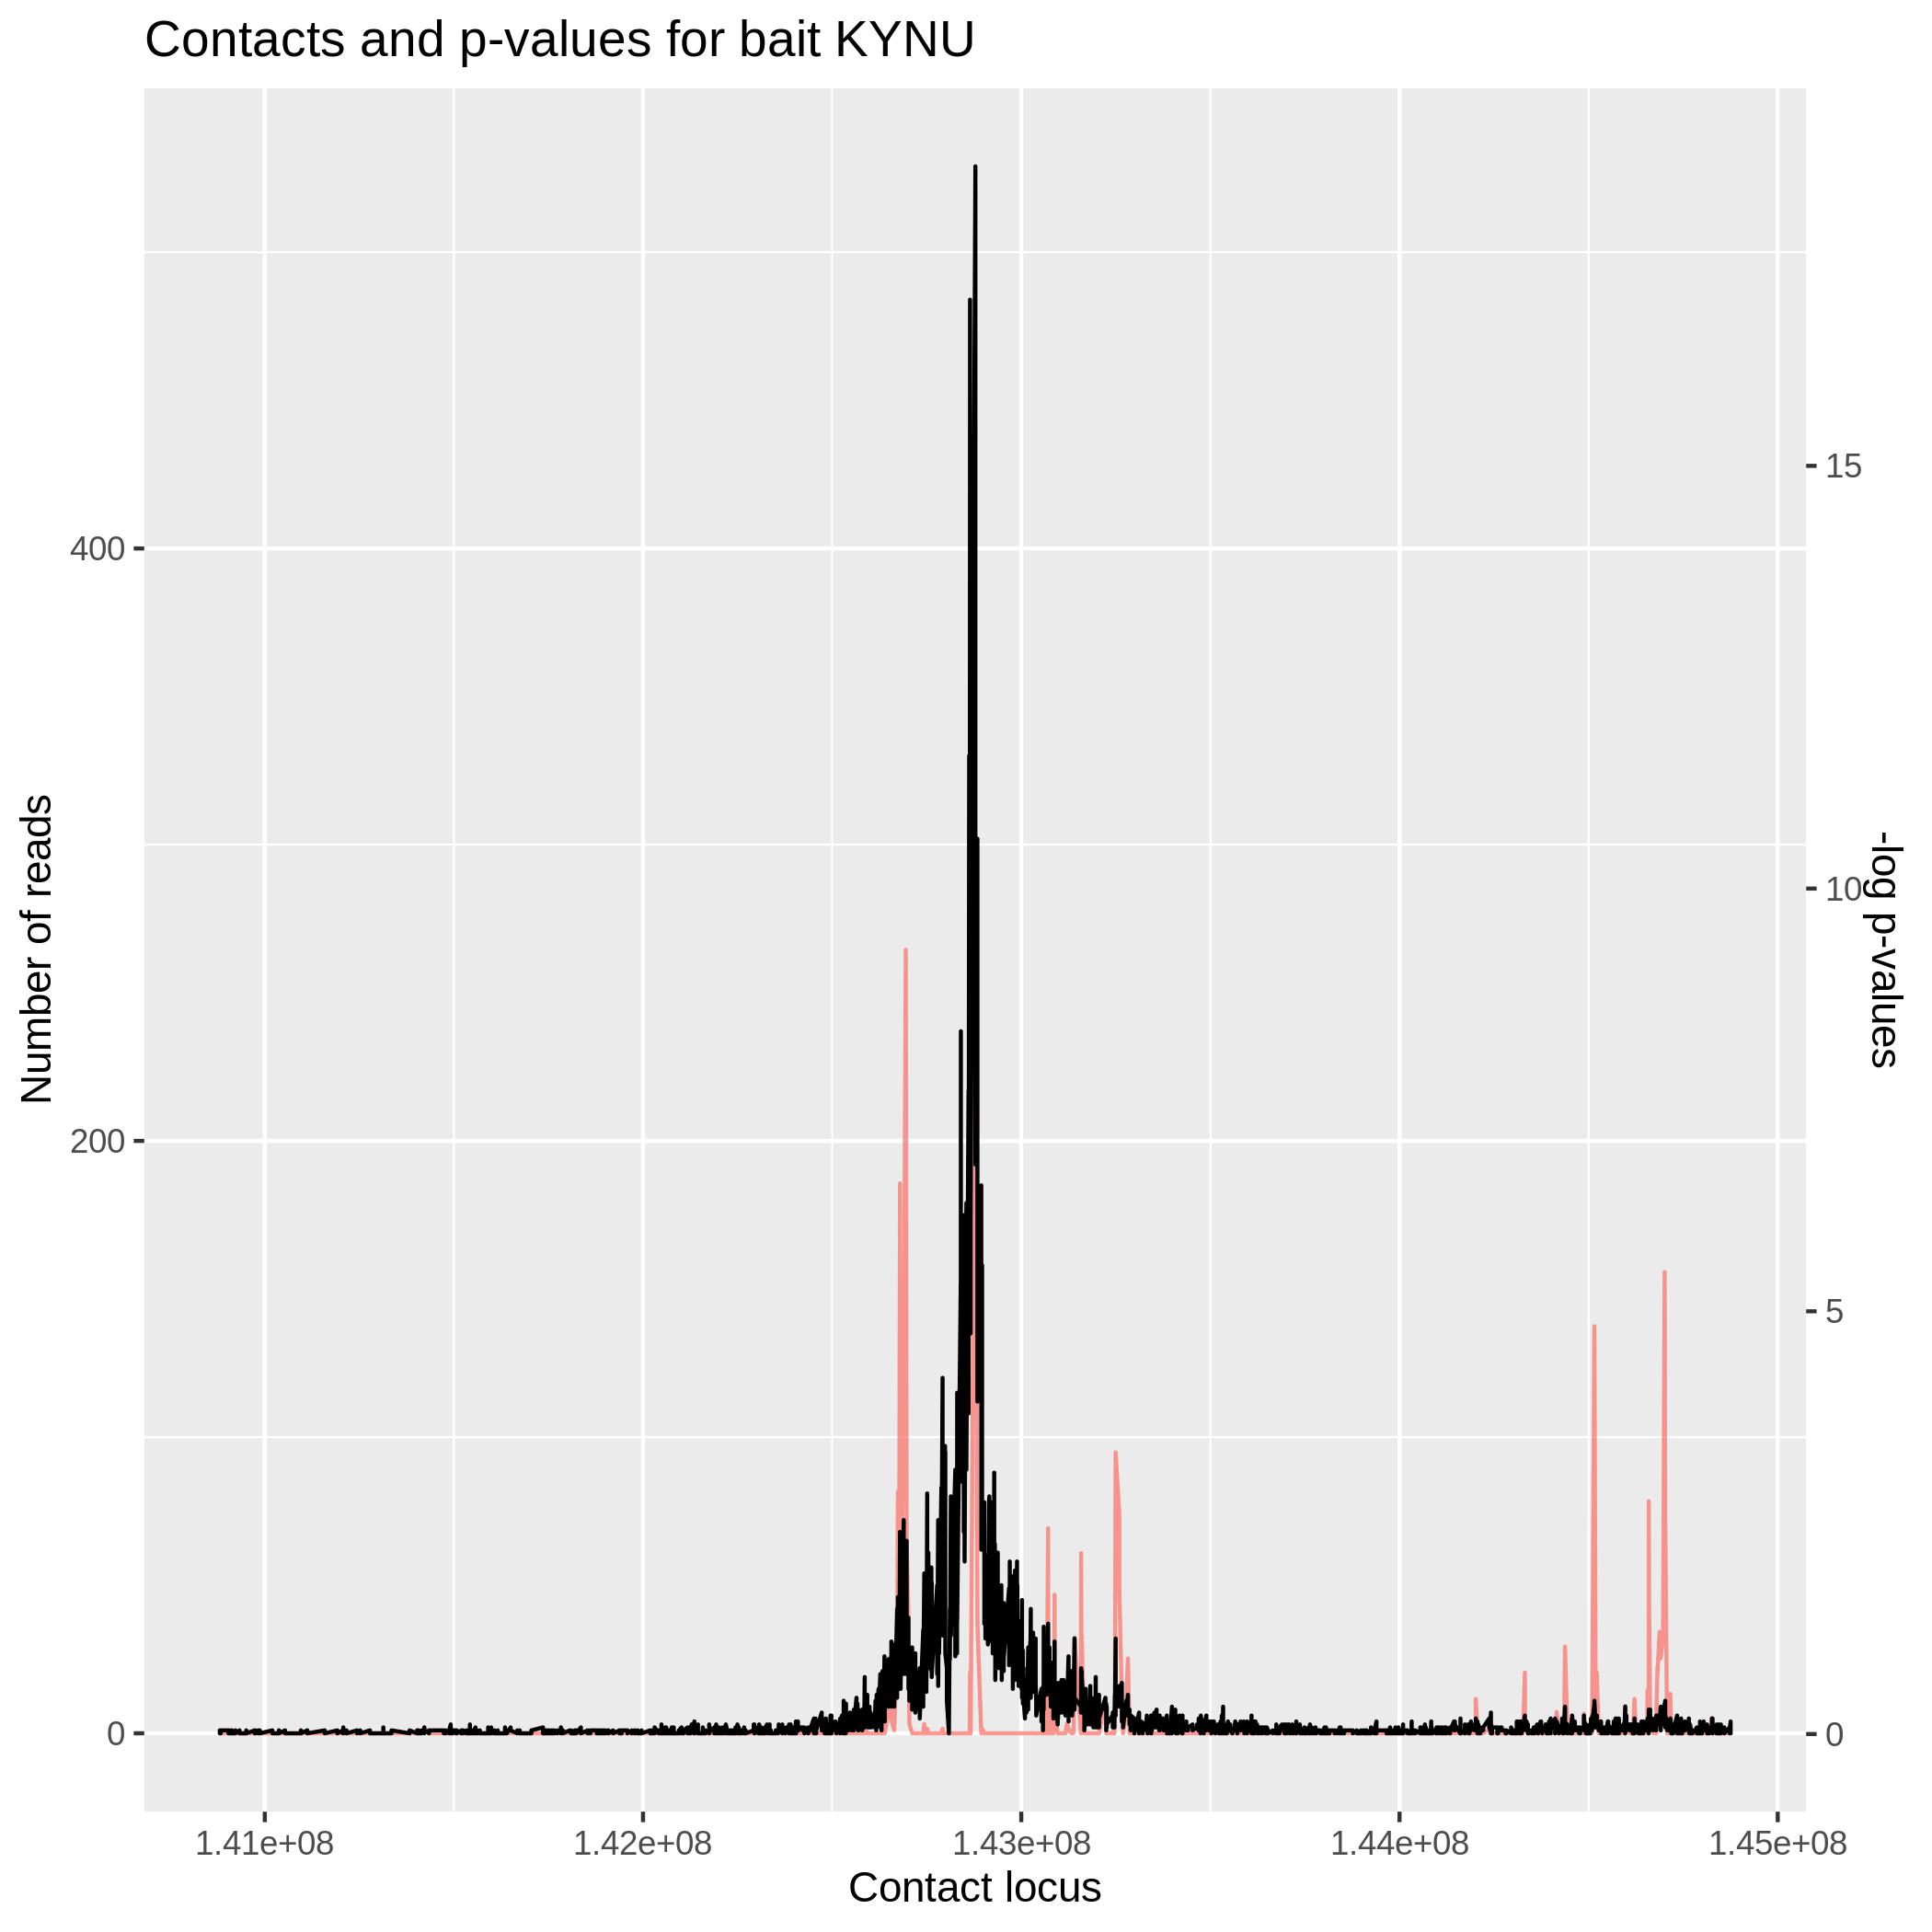 Contacts and p-values for bait KYNU
Number of reads
400
200
0
15
10
5
0
-log p-values
1.41e+08
1.42e+08
1.43e+08
1.44e+08
1.45e+08
Contact locus